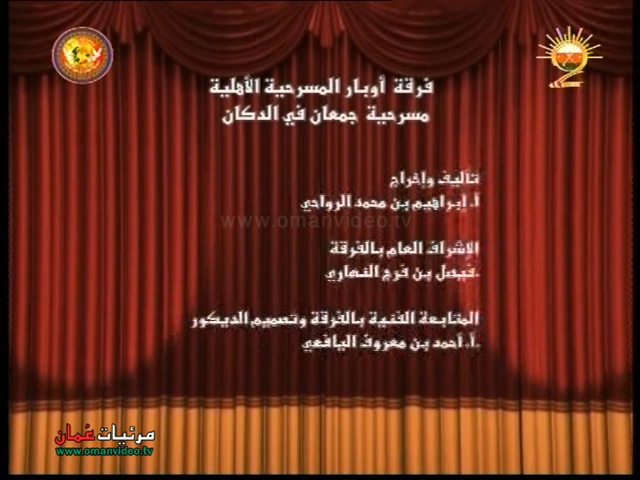 فرقة أوبار المسرحية الأهلية
مسرحية جمعان في الدكان
تأليف وإخراج
أ. إبراهيم بن محمد الرواحي
www.omanvideo.tv
الإشراف العام بالفرقة
فيصل بن فرج النهاري.
المتابعة الفنية بالفرقة وتصميم الديكور
أ. أحمد بن معروف اليافعي.
مرئيات عُمان
www.omanvideo.tv